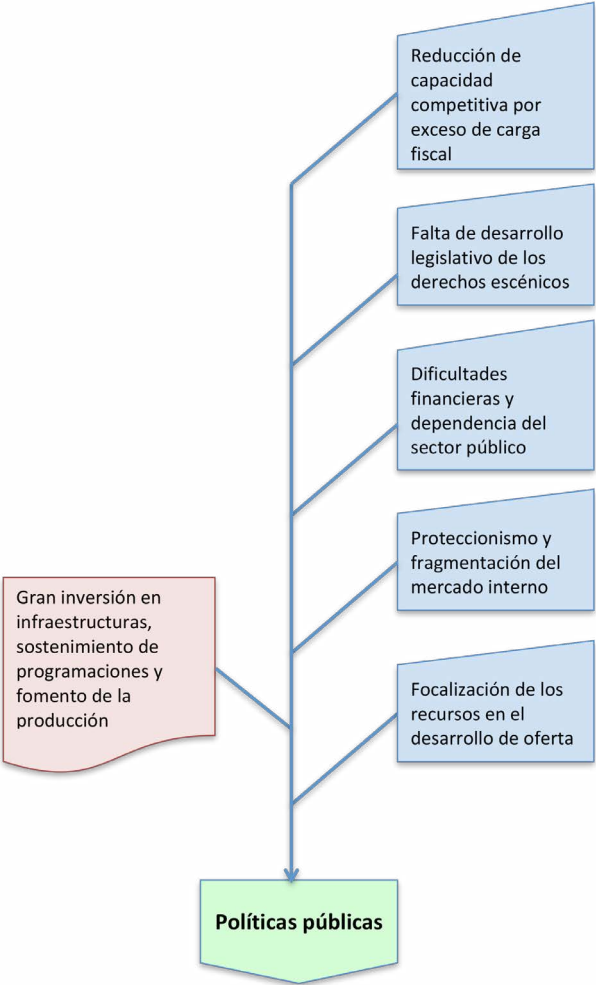 Reducción de
capacidad
competitiva por
exceso de carga
fiscal
Falta de desarrollo
legislativo de los
derechos escénicos
Dificultades
financieras y
dependencia del
sector público
Proteccionismo y
fragmentación del
mercado interno
Gran inversión en
infraestructuras,
sostenimiento de
programaciones y
fomento de la
producción
Focalización de los
recursos en el
desarrollo de oferta
Políticas públicas